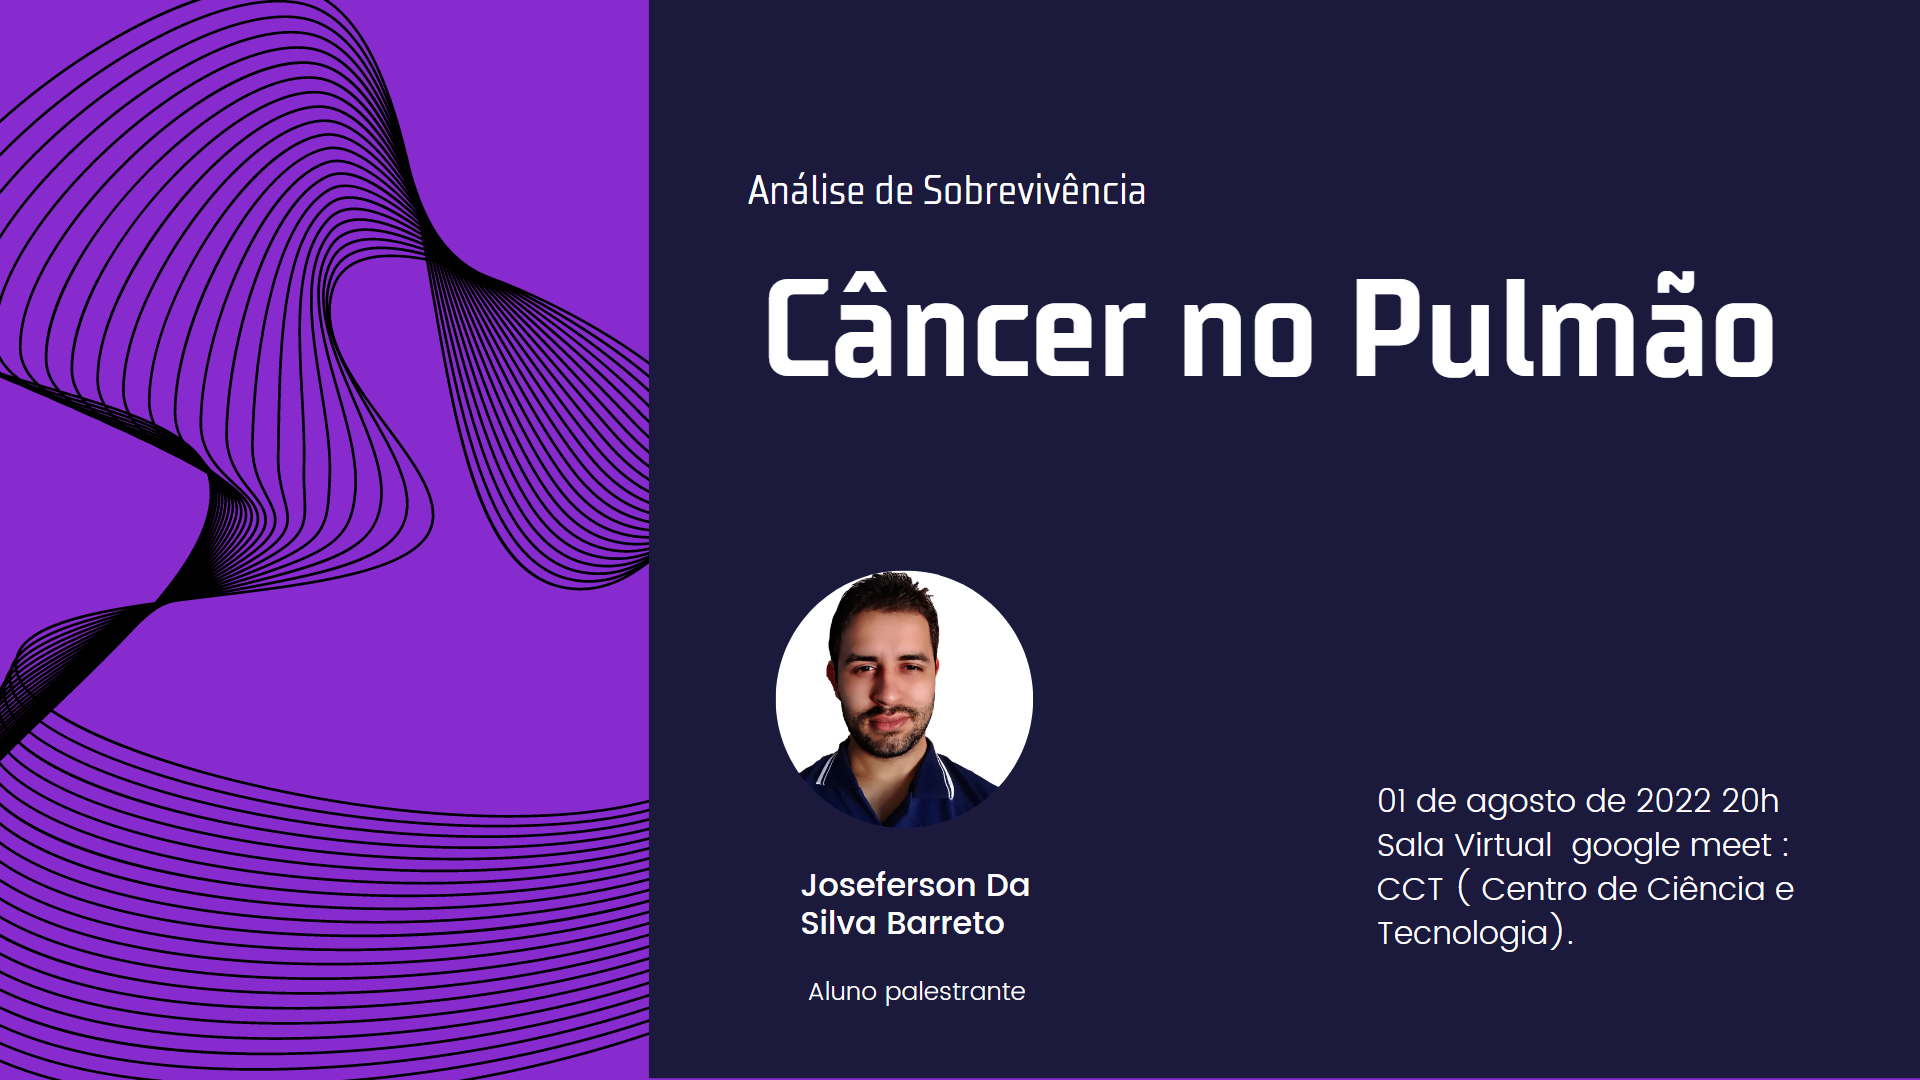 Análise de Sobrevivência
Câncer no Pulmão
Joseferson Da
Silva Barreto
Aluno palestrante
01 de agosto de 2022 20h
Sala Virtual  google meet :
CCT ( Centro de Ciência e
Tecnologia).